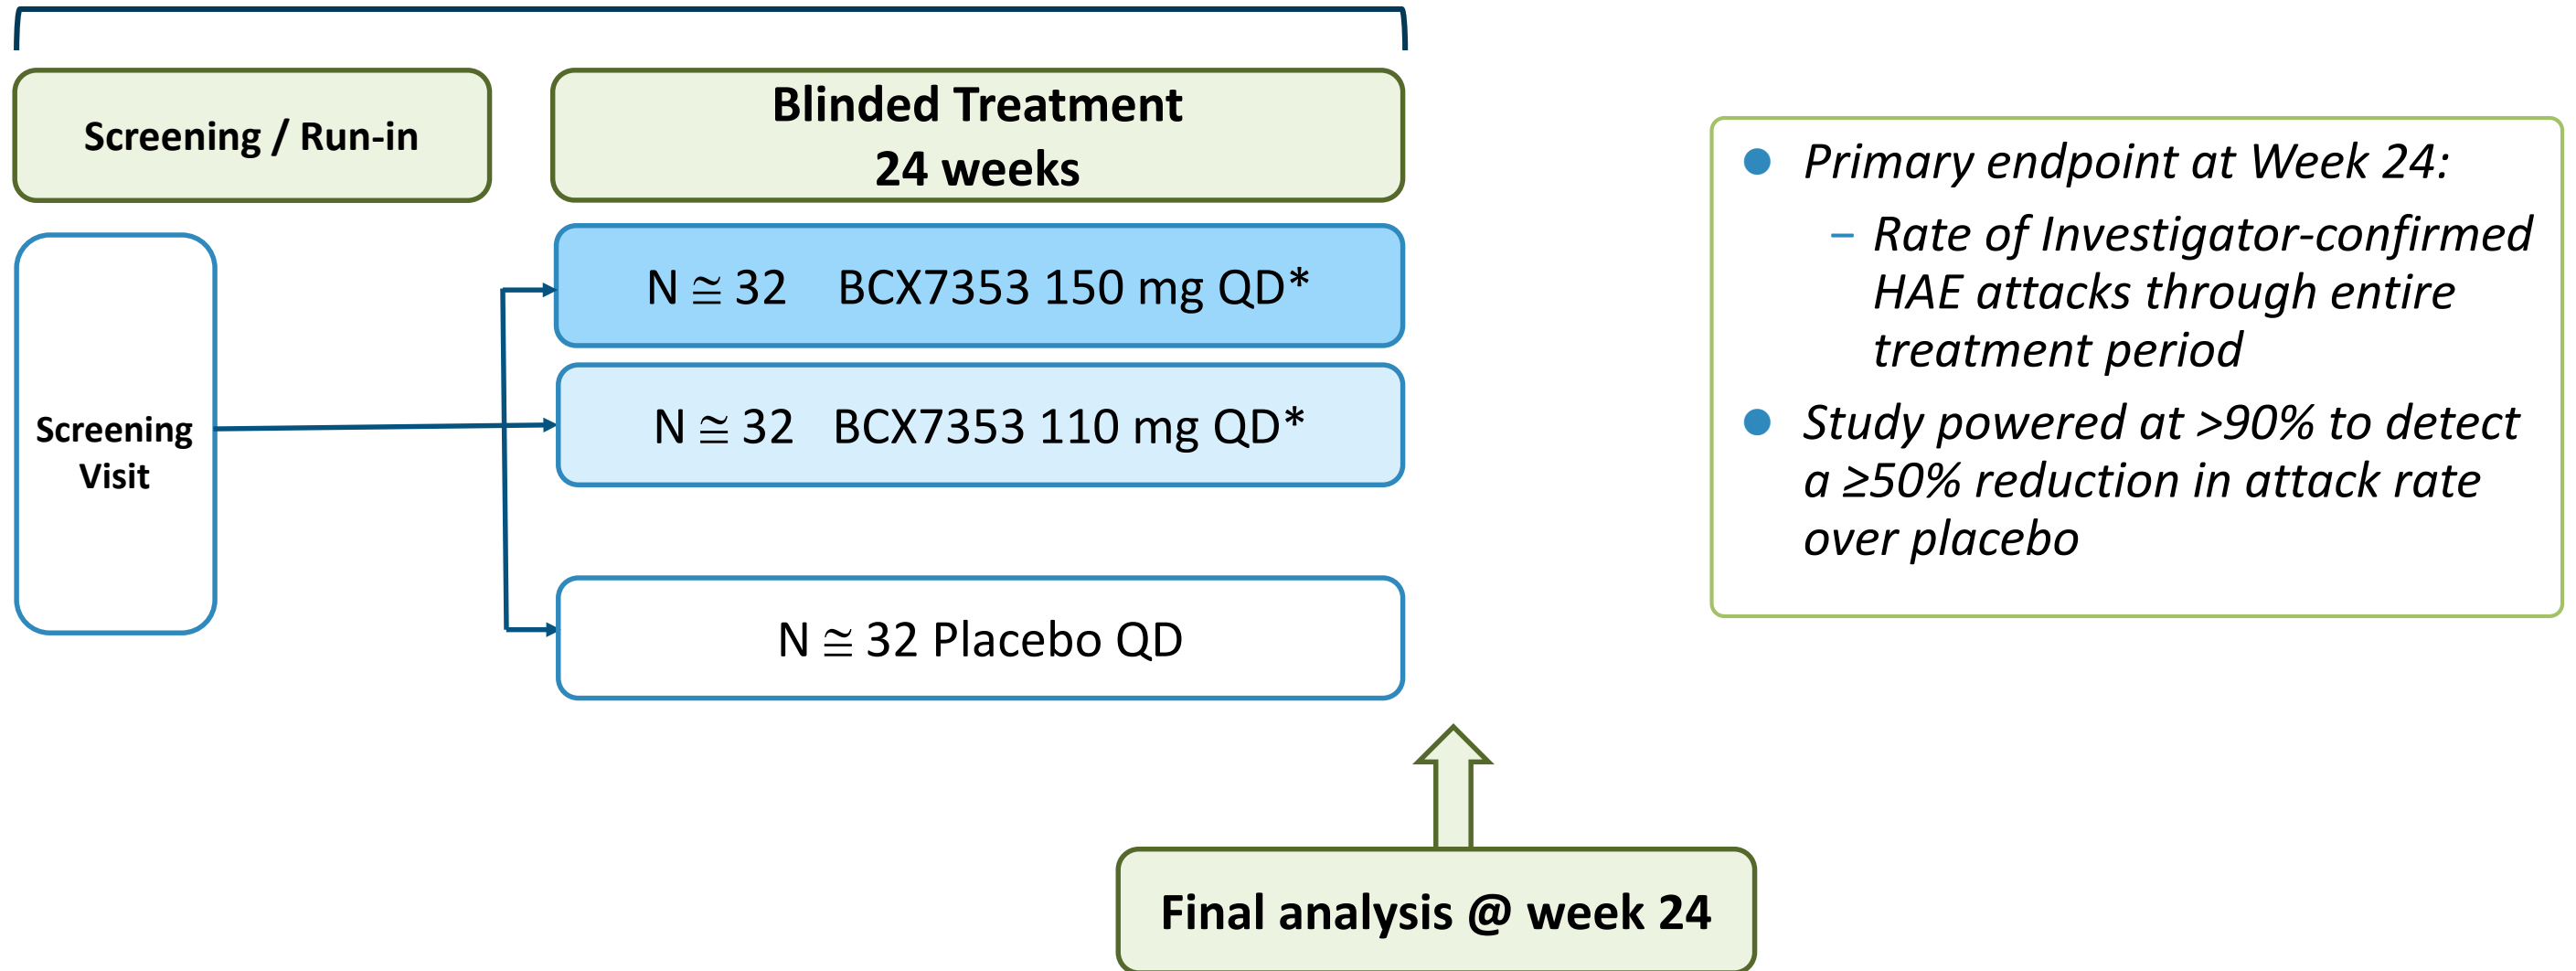 Screening / Run-in
Blinded Treatment
24 weeks
Screening
Visit
N ≅ 32 BCX7353 150 mg QD*
N ≅ 32 BCX7353 110 mg QD*
N ≅ 32 Placebo QD
Final analysis @ week 24
● Primary endpoint at Week 24:
– Rate of Investigator-confirmed
HAE attacks through entire
treatment period
● Study powered at >90% to detect
a ≥50% reduction in attack rate
over placebo